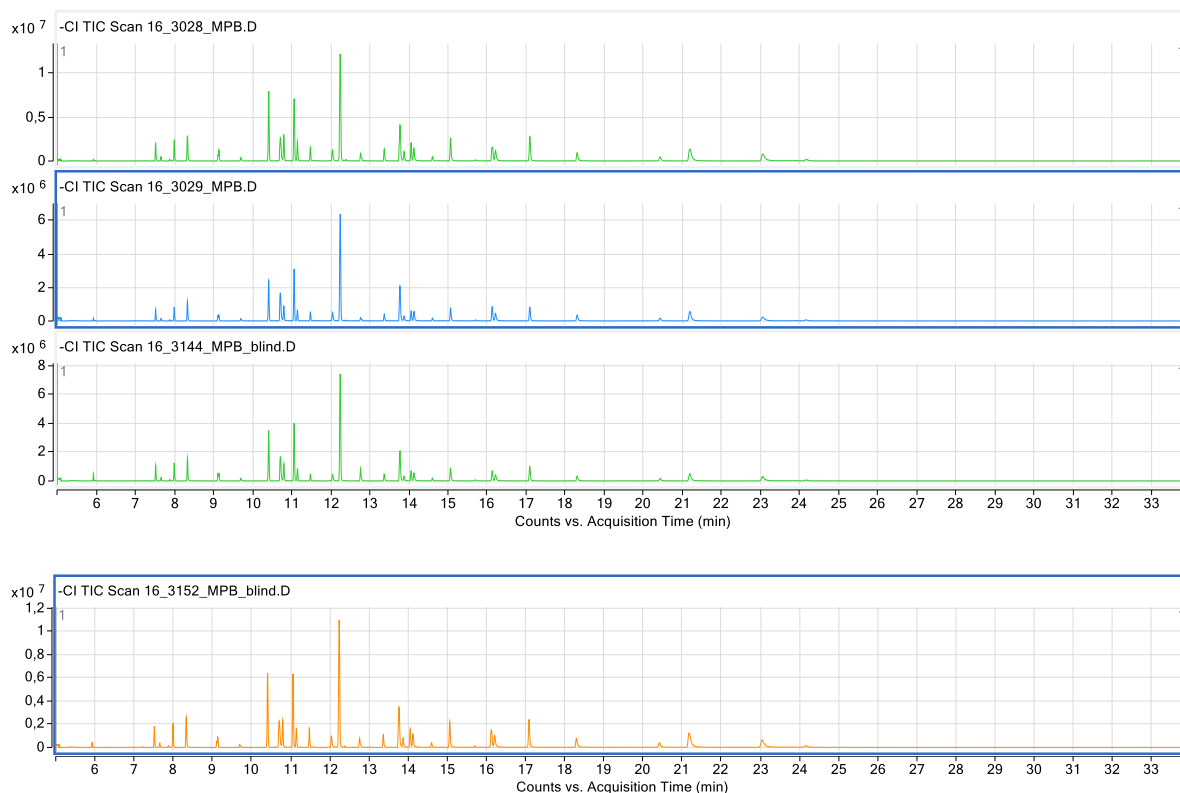 x10 7
-CI TIC Scan 16_3028_MPB.D
1
1
0,5
0
x10 6
-CI TIC Scan 16_3029_MPB.D
1
6
4
2
0
x10 6
-CI TIC Scan 16_3144_MPB_blind.D
8
1
6
4
2
0
6 7 8 9 10 11 12 13 14 15 16 17 18 19 20 21 22 23 24 25 26 27 28 29 30 31 32 33
Counts vs. Acquisition Time (min)
x10 7
-CI TIC Scan 16_3152_MPB_blind.D
1,2
1
1
0,8
0,6
0,4
0,2
0
6 7 8 9 10 11 12 13 14 15 16 17 18 19 20 21 22 23 24 25 26 27 28 29 30 31 32 33
Counts vs. Acquisition Time (min)